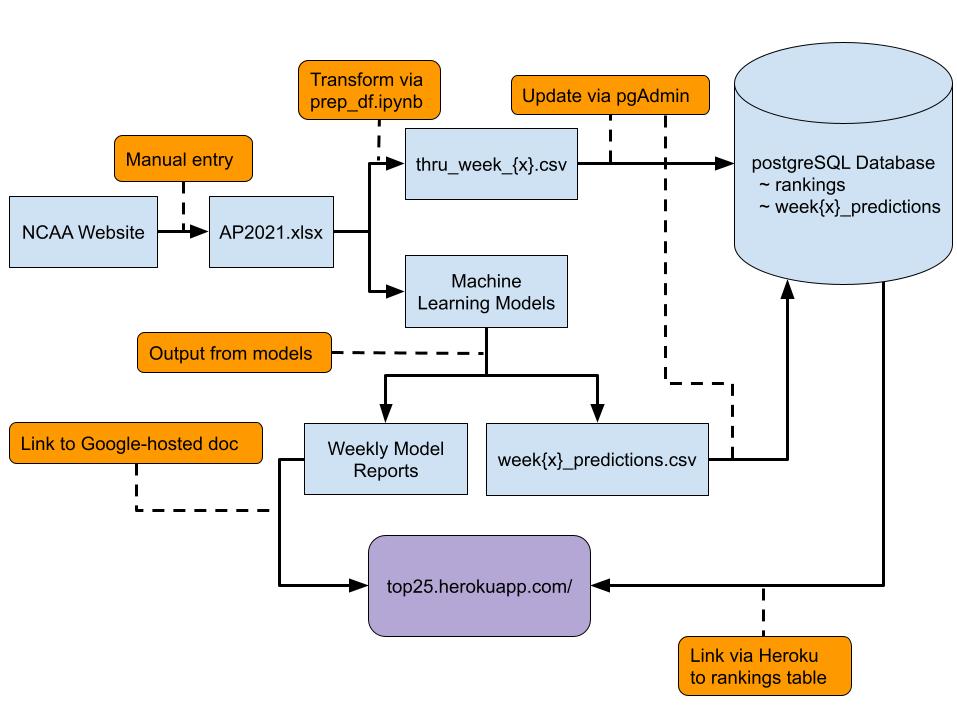 Transform via
prep_df.ipynb
Update via pgAdmin
Manual entry
thru_week_{x}.csv
postgreSQL Database
~ rankings
~ week{x}_predictions
NCAA Website
AP2021.xlsx
Machine
Learning Models
Output from models
Link to Google-hosted doc
Weekly Model
Reports
week{x}_predictions.csv
top25.herokuapp.com/
Link via Heroku
to rankings table